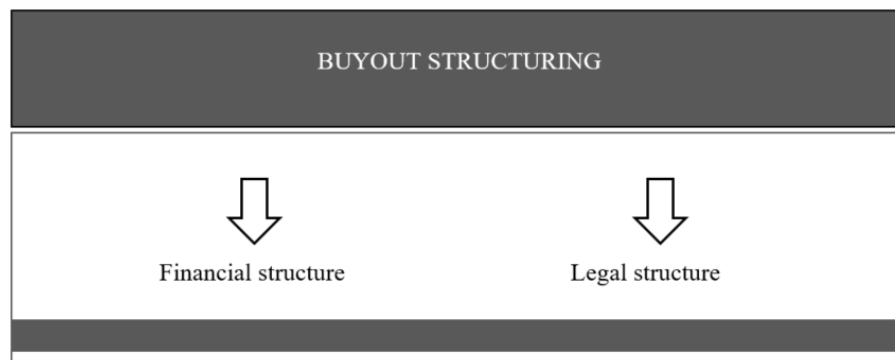 BUYOUT STRUCTURING
Financial structure
Legal structure